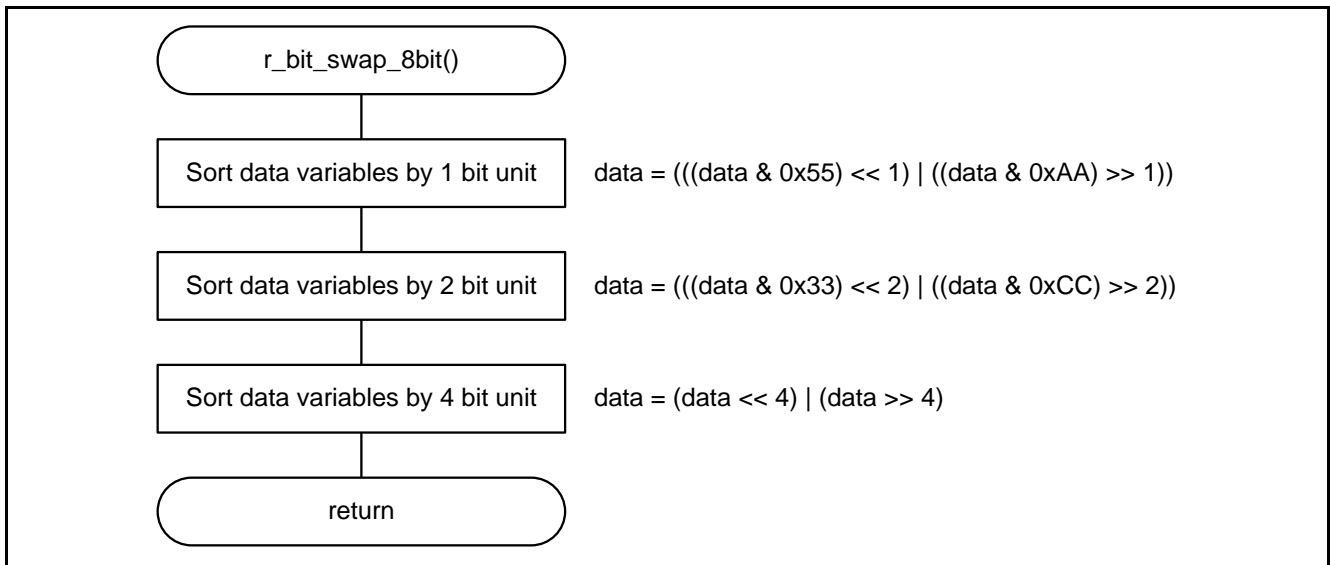 r_bit_swap_8bit()
Sort data variables by 1 bit unit data = (((data & 0x55) << 1) | ((data & 0xAA) >> 1))
Sort data variables by 2 bit unit data = (((data & 0x33) << 2) | ((data & 0xCC) >> 2))
Sort data variables by 4 bit unit data = (data << 4) | (data >> 4)
return